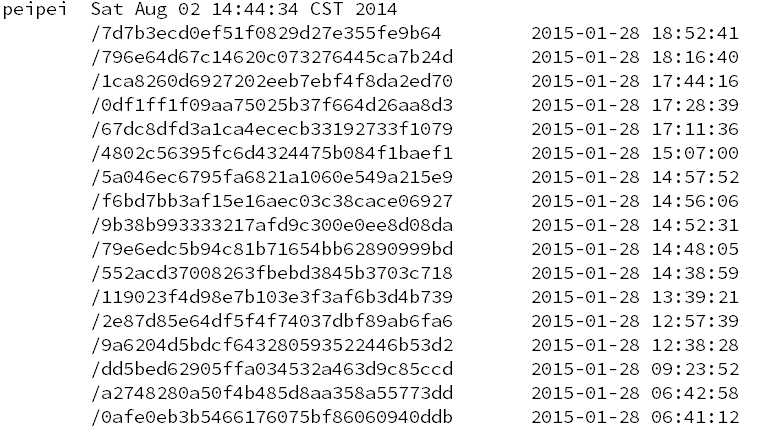 peipei  Sat Aug 02 14:44:34 CST 2014
/7d7b3ecd0ef51f0829d27e355fe9b64 2015-01-28 18:52:41
/796e64d67c14620c073276445ca7b24d 2015-01-28 18:16:40
/1ca8260d6927202eeb7ebf4f8da2ed70 2015-01-28 17:44:16
/0df1ff1f09aa75025b37f664d26aa8d3 2015-01-28 17:28:39
/67dc8dfd3a1ca4ececb33192733f1079 2015-01-28 17:11:36
/4802c56395fc6d4324475b084f1baef1 2015-01-28 15:07:00
/5a046ec6795fa6821a1060e549a215e9 2015-01-28 14:57:52
/f6bd7bb3af15e16aec03c38cace06927 2015-01-28 14:56:06
/9b38b993333217afd9c300e0ee8d08da 2015-01-28 14:52:31
/79e6edc5b94c81b71654bb62890999bd 2015-01-28 14:48:05
/552acd37008263fbebd3845b3703c718 2015-01-28 14:38:59
/119023f4d98e7b103e3f3af6b3d4b739 2015-01-28 13:39:21
/2e87d85e64df5f4f74037dbf89ab6fa6 2015-01-28 12:57:39
/9a6204d5bdcf643280593522446b53d2 2015-01-28 12:38:28
/dd5bed62905ffa034532a463d9c85ccd 2015-01-28 09:23:52
/a2748280a50f4b485d8aa358a55773dd 2015-01-28 06:42:58
/0afe0eb3b5466176075bf86060940ddb 2015-01-28 06:41:12